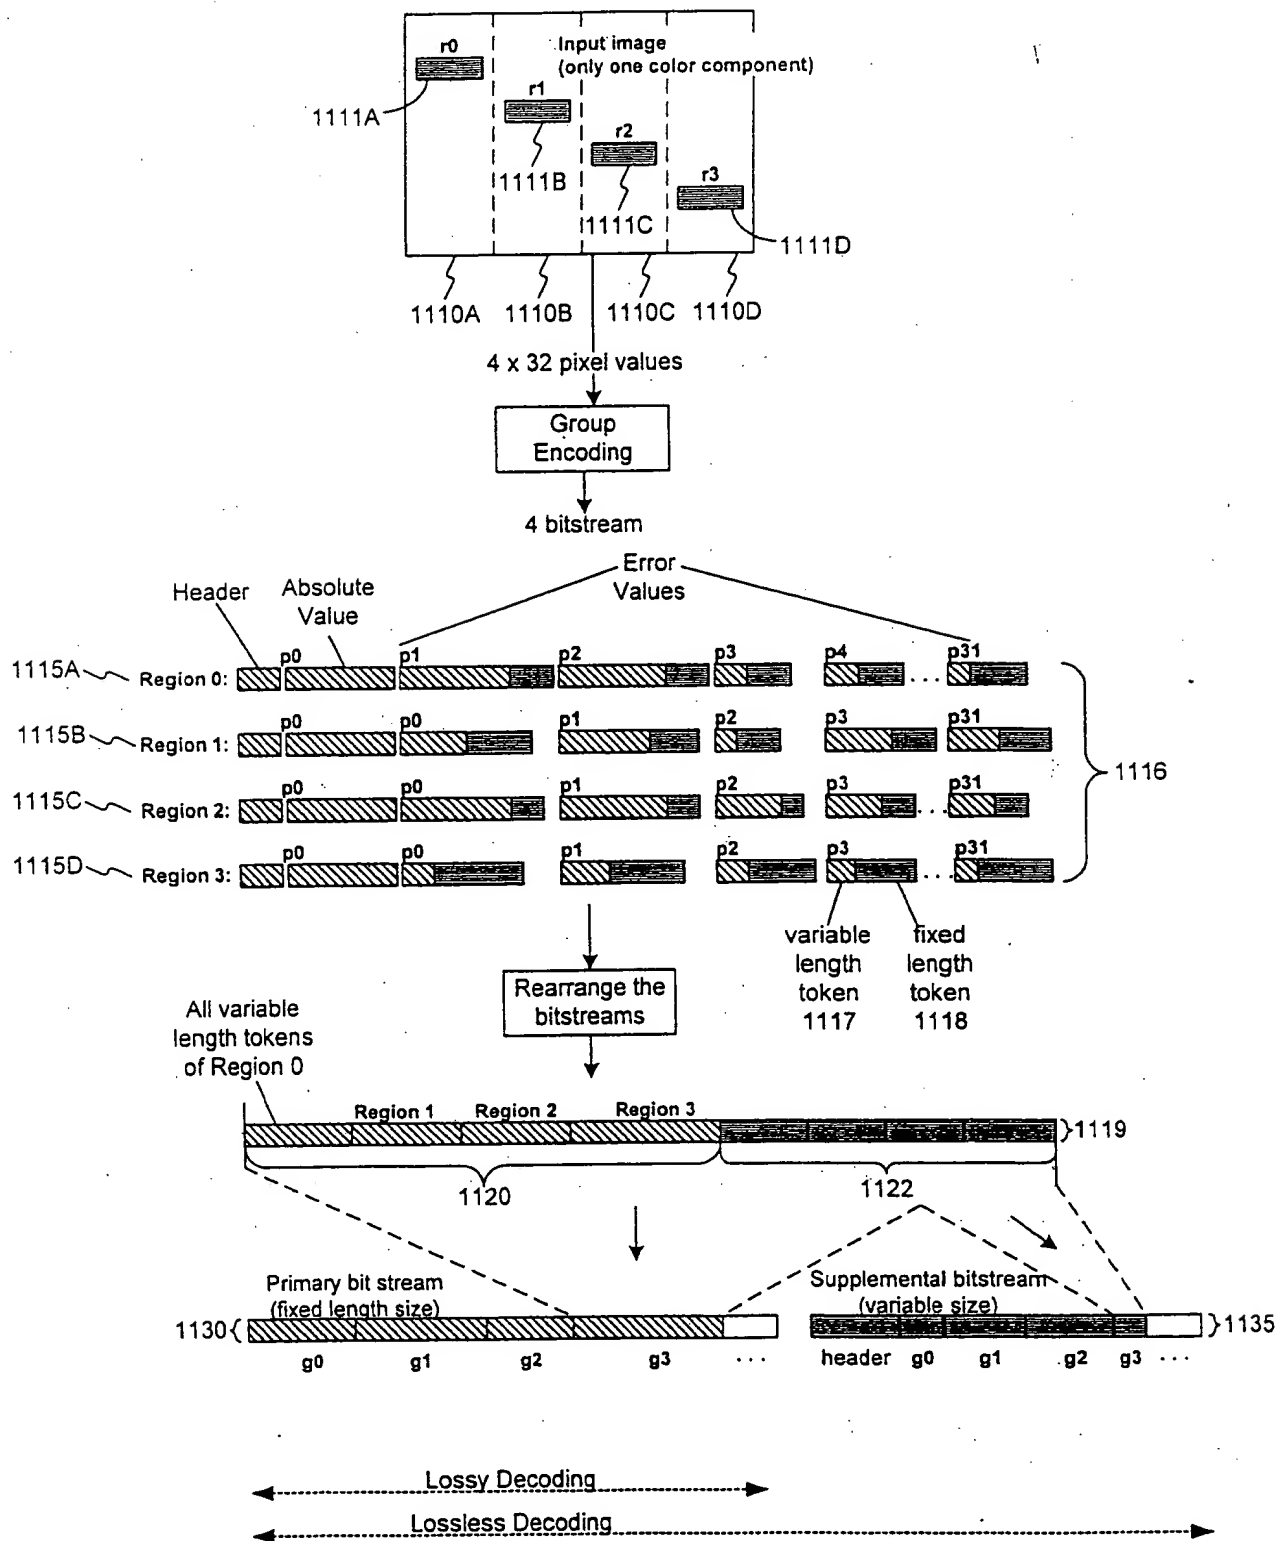 r0
Input image
(only one color component)
1111A
r1
r2
1111B
r3
1111C
1111D
1110A 1110B 1110C 1110D
4 x 32 pixel values
Group
Encoding
4 bitstream
Error
Values
Header
Absolute
Value
p0 p1 p2 p3 p4 p31
1115A
Region 0:
...
p0 p0 p1 p2 p3 p31
1115B
Region 1:
1116
p0 p0 p1 p2 p3 p31
1115C
Region 2:
...
p0 p0 p1 p2 p3 p31
1115D
Region 3:
...
variable
length
token
1117
fixed
length
token
1118
Rearrange the
bitstreams
All variable
length tokens
of Region 0
Region 1 Region 2 Region 3
1119
1120
1122
Primary bit stream
(fixed length size)
Supplemental bitstream
(variable size)
1130
1135
g0 g1 g2 g3 ...
header g0 g1 g2 g3 ...
Lossy Decoding
Lossless Decoding